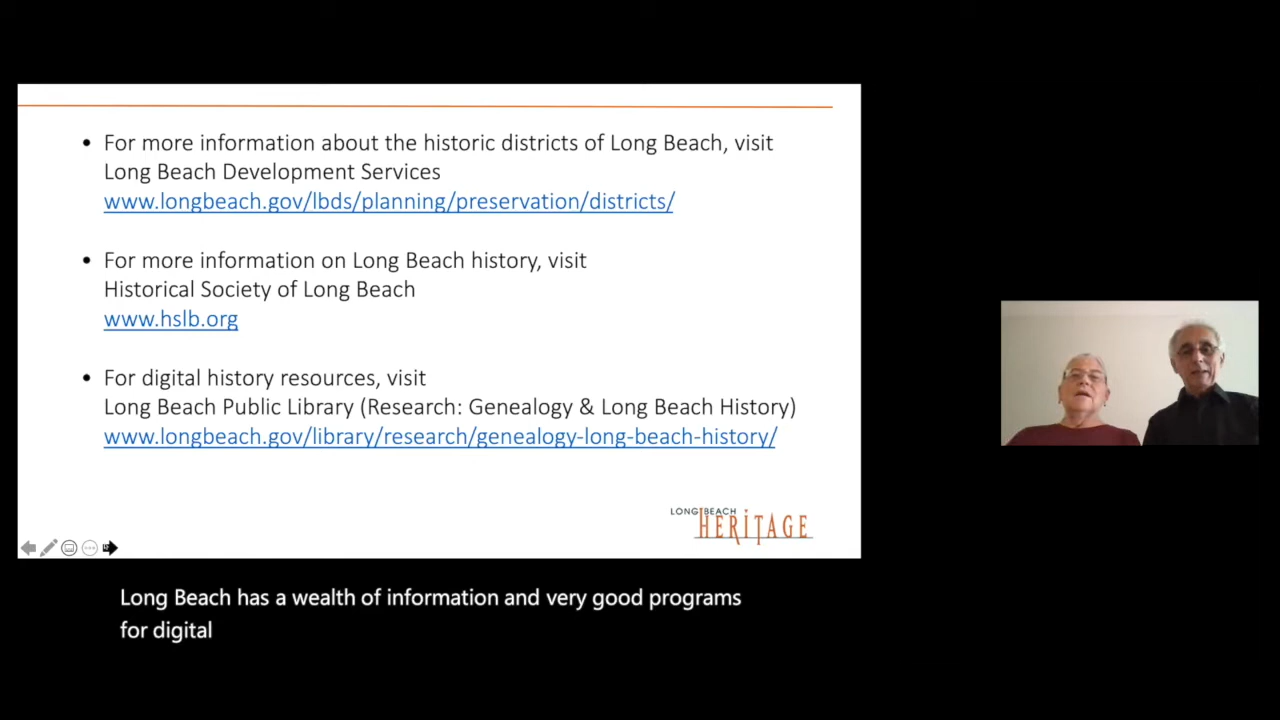 • For more information about the historic districts of Long Beach, visit
Long Beach Development Services
www.longbeach.gov/lbds/planning/preservation/districts/
• For more information on Long Beach history, visit
Historical Society of Long Beach
www.hslb.org
• For digital history resources, visit
Long Beach Public Library (Research: Genealogy & Long Beach History)
www.longbeach.gov/library/research/genealogy-long-beach-history/
LONG BEACH
HERITAGE
Long Beach has a wealth of information and very good programs
for digital